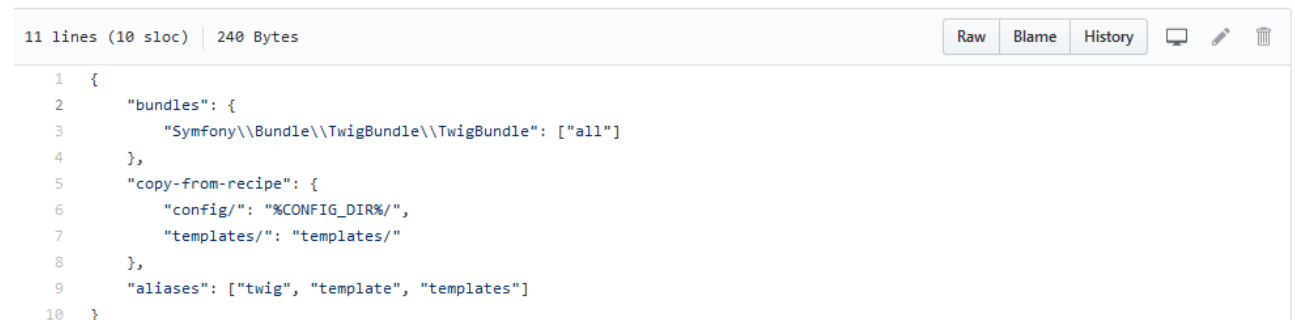 11 lines (10 sloc) 240 Bytes Raw Blame History
1 {
2     "bundles": {
3         "Symfony\\Bundle\\TwigBundle\\TwigBundle": ["all"]
4     },
5     "copy-from-recipe": {
6         "config/": "%CONFIG_DIR%/",
7         "templates/": "templates/"
8     },
9     "aliases": ["twig", "template", "templates"]
10 }